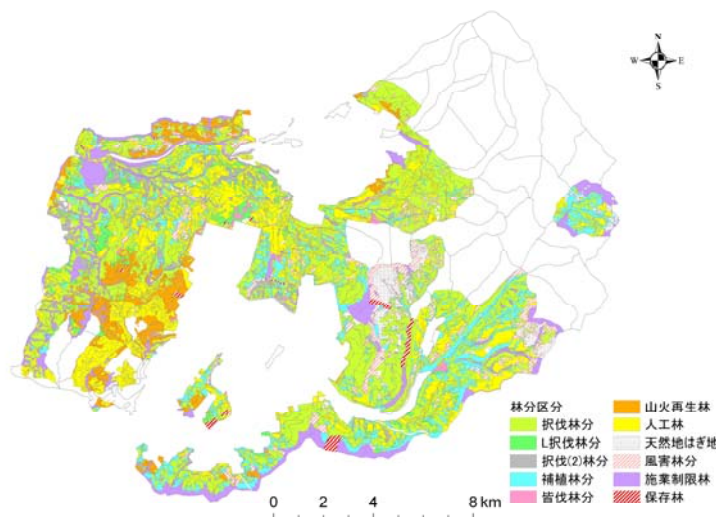 N
W E
S
林分区分
択伐林分
L択伐林分
択伐(2)林分
補植林分
皆伐林分
山火再生林
人工林
天然地はぎ地
風害林分
施業制限林
保存林
0 2 4 8 km